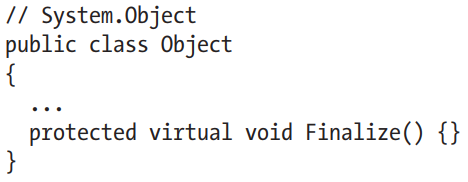 // System.Object
public class Object
{
  ...
  protected virtual void Finalize() {}
}